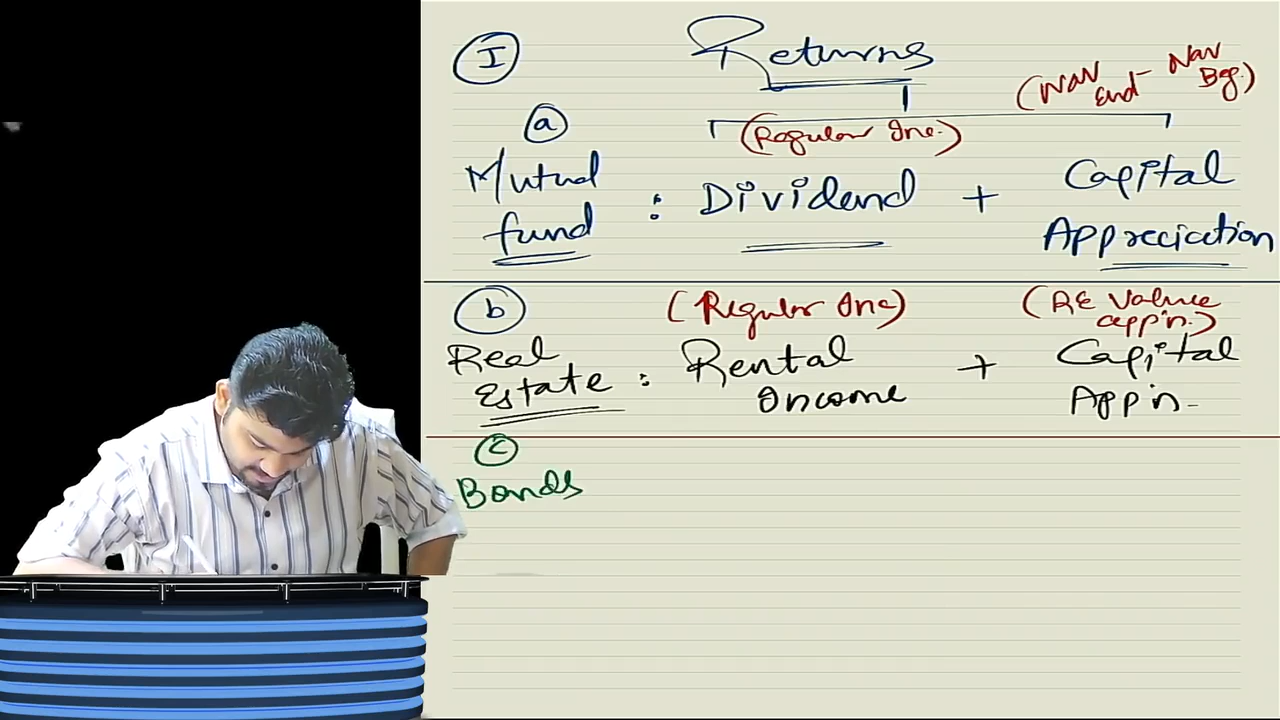 I Returns
(Nav End - Nav Beg.)
a (Regular Inc.)
Mutual fund : Dividend + Capital Appreciation
b (Regular Inc) (RE Value app'n.)
Real Estate : Rental Income + Capital App'n.
c
Bonds